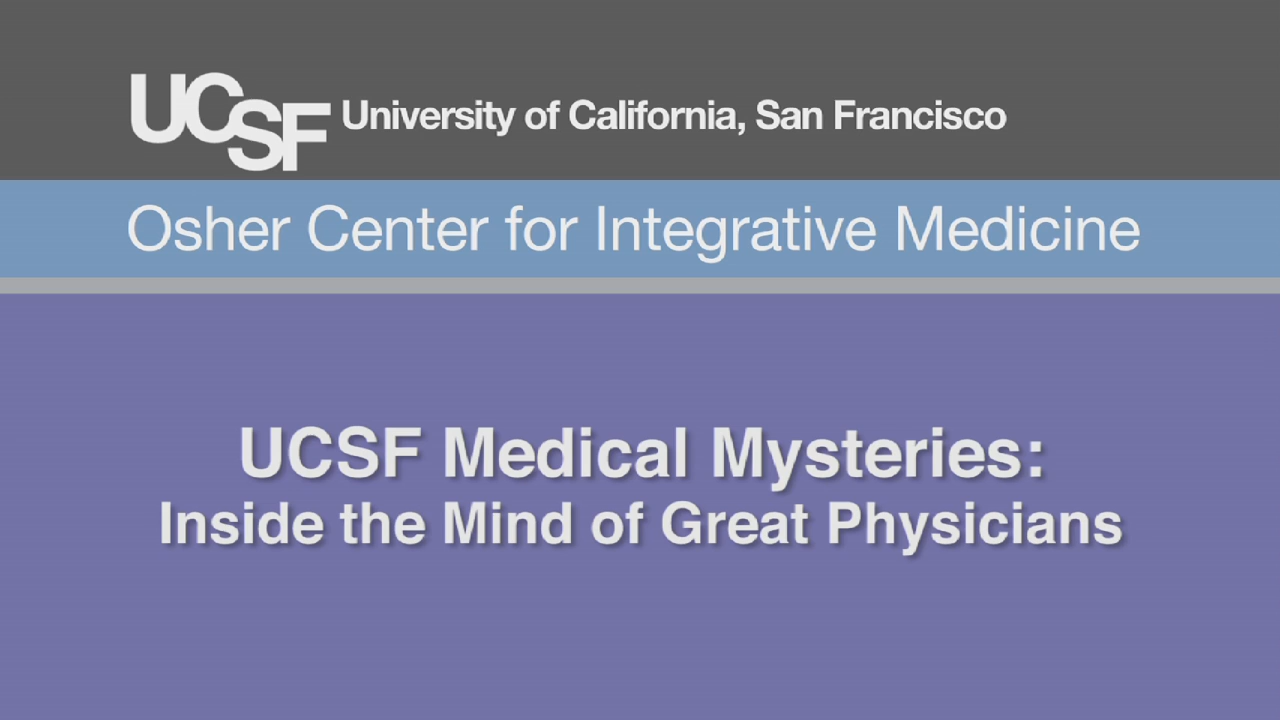 UCSF University of California, San Francisco
Osher Center for Integrative Medicine
UCSF Medical Mysteries:
Inside the Mind of Great Physicians